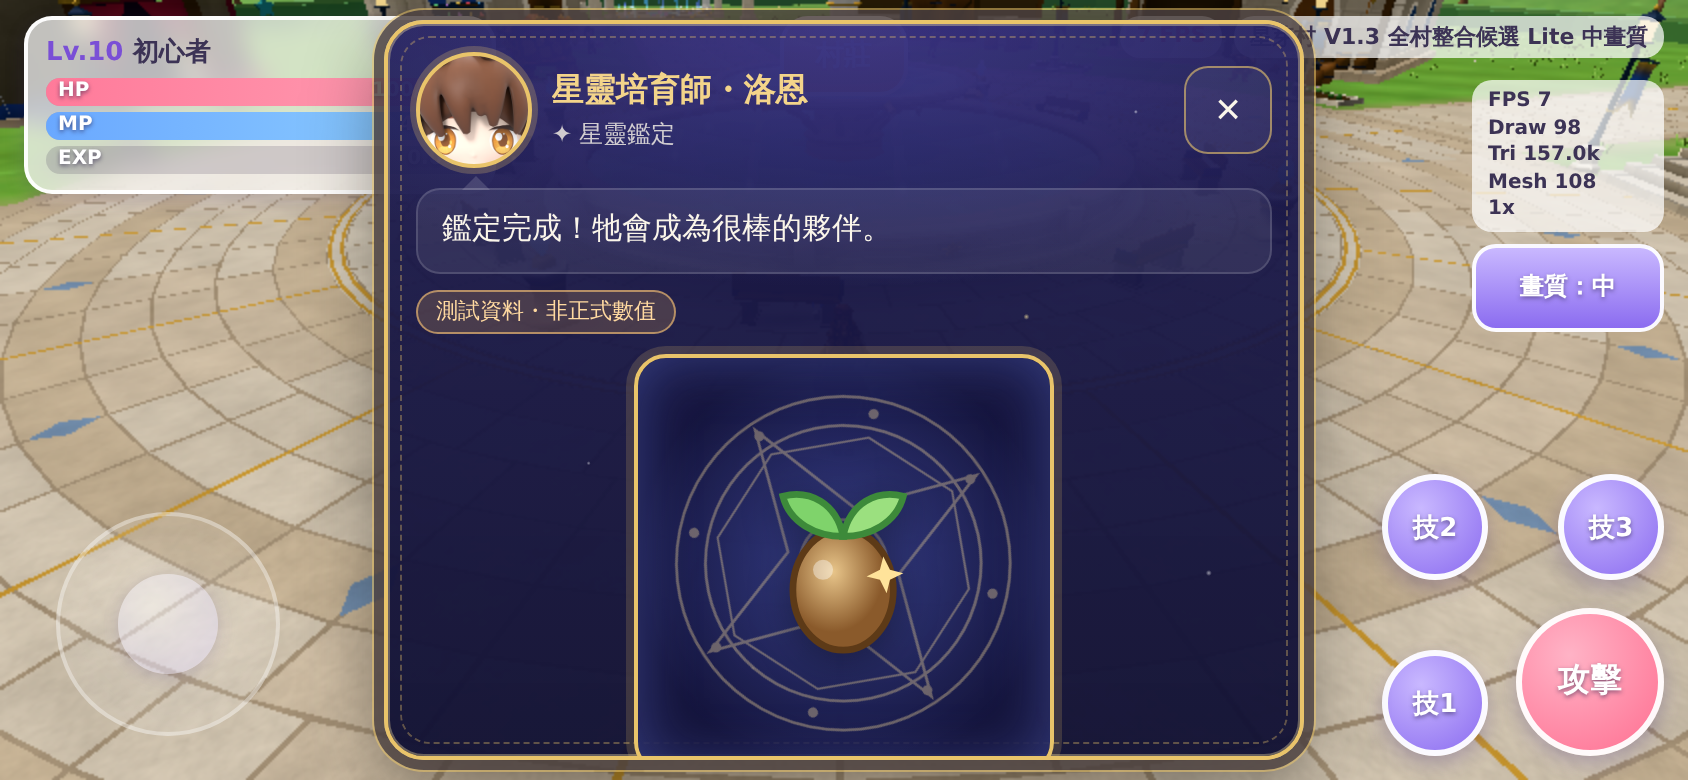 Lv.10 初心者
HP
MP
EXP
星靈培育師・洛恩
✦ 星靈鑑定
×
鑑定完成！牠會成為很棒的夥伴。
測試資料・非正式數值
V1.3 全村整合候選 Lite 中畫質
FPS 7
Draw 98
Tri 157.0k
Mesh 108
1x
畫質：中
技2
技3
技1
攻擊